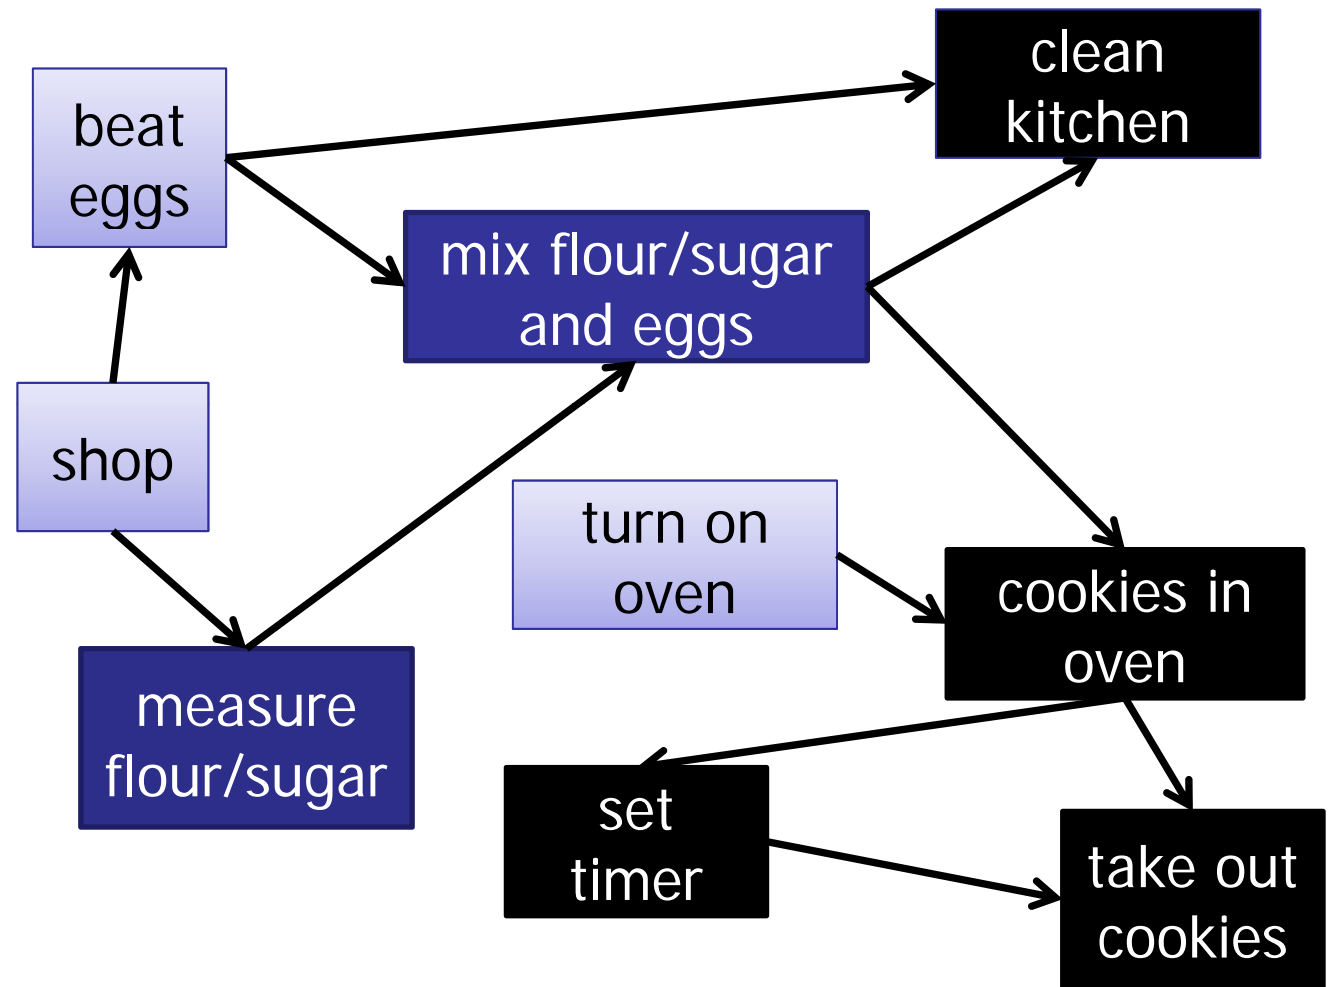 clean
kitchen
beat
eggs
mix flour/sugar
and eggs
shop
turn on
oven
cookies in
oven
measure
flour/sugar
set
timer
take out
cookies